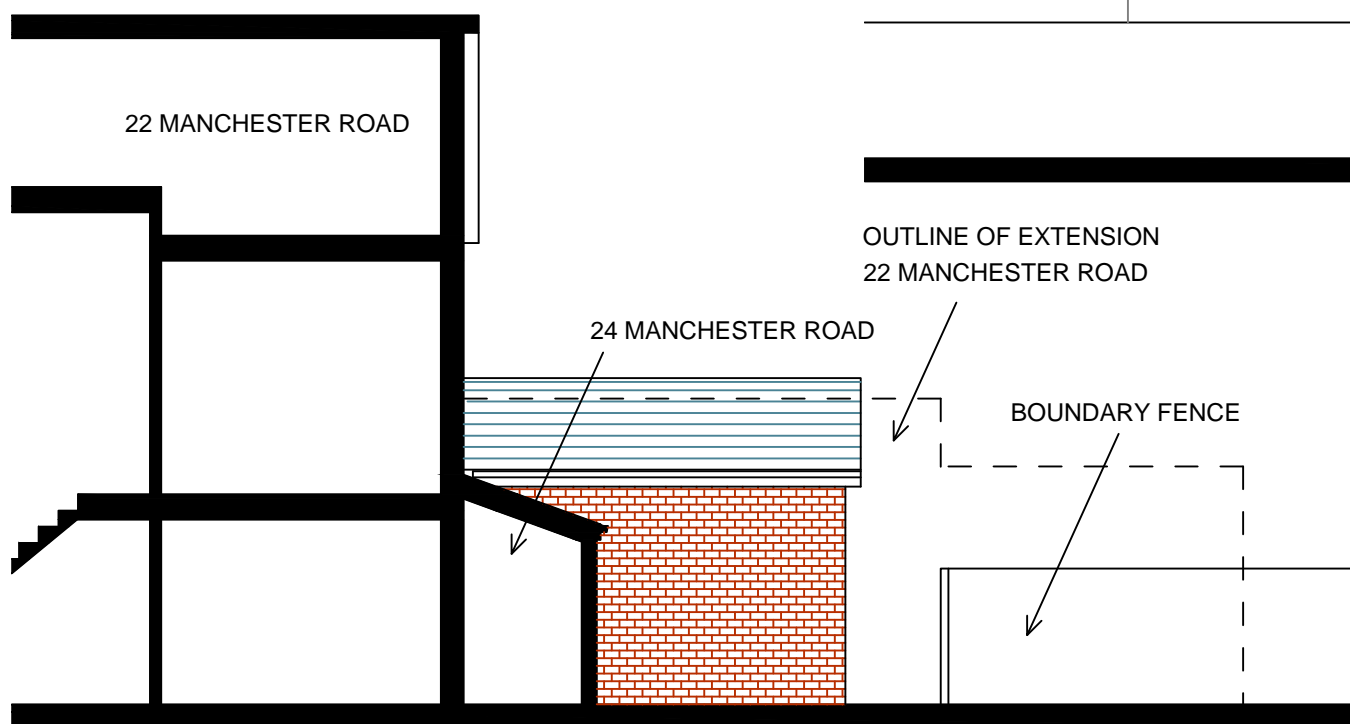 22 MANCHESTER ROAD
OUTLINE OF EXTENSION
22 MANCHESTER ROAD
24 MANCHESTER ROAD
BOUNDARY FENCE